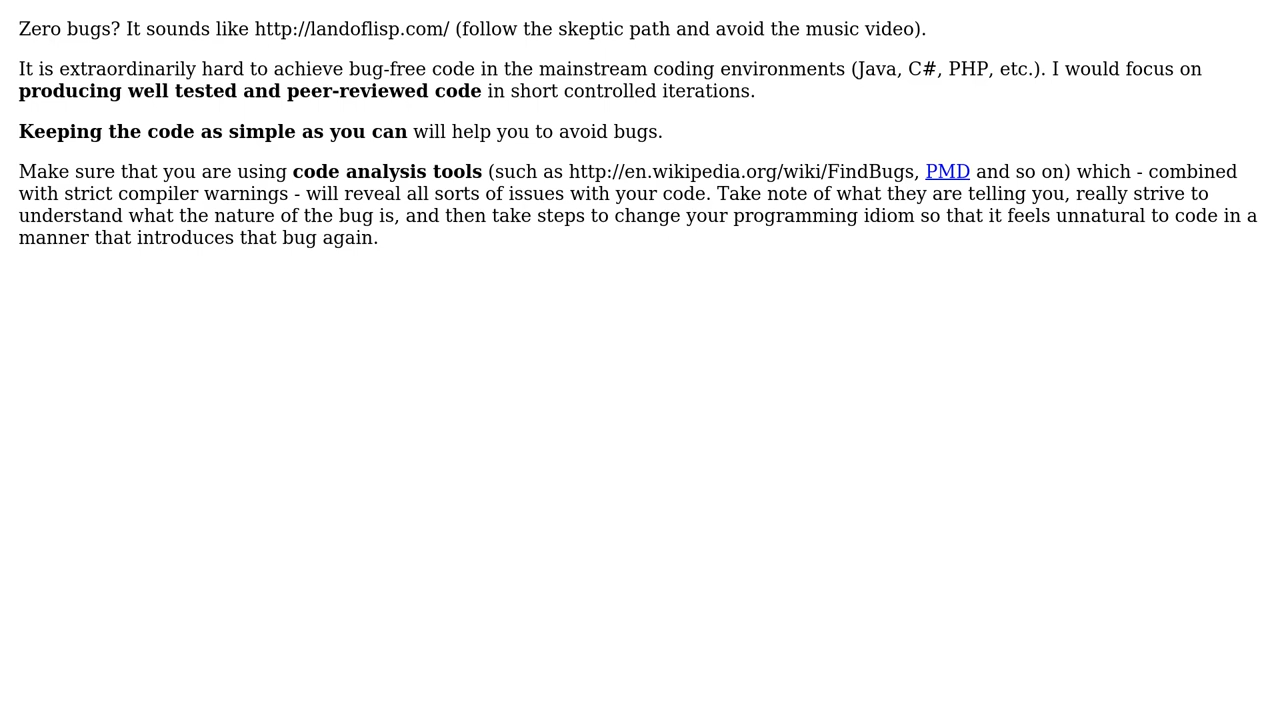 Zero bugs? It sounds like http://landoflisp.com/ (follow the skeptic path and avoid the music video).
It is extraordinarily hard to achieve bug-free code in the mainstream coding environments (Java, C#, PHP, etc.). I would focus on
producing well tested and peer-reviewed code in short controlled iterations.
Keeping the code as simple as you can will help you to avoid bugs.
Make sure that you are using code analysis tools (such as http://en.wikipedia.org/wiki/FindBugs, PMD and so on) which - combined
with strict compiler warnings - will reveal all sorts of issues with your code. Take note of what they are telling you, really strive to
understand what the nature of the bug is, and then take steps to change your programming idiom so that it feels unnatural to code in a
manner that introduces that bug again.